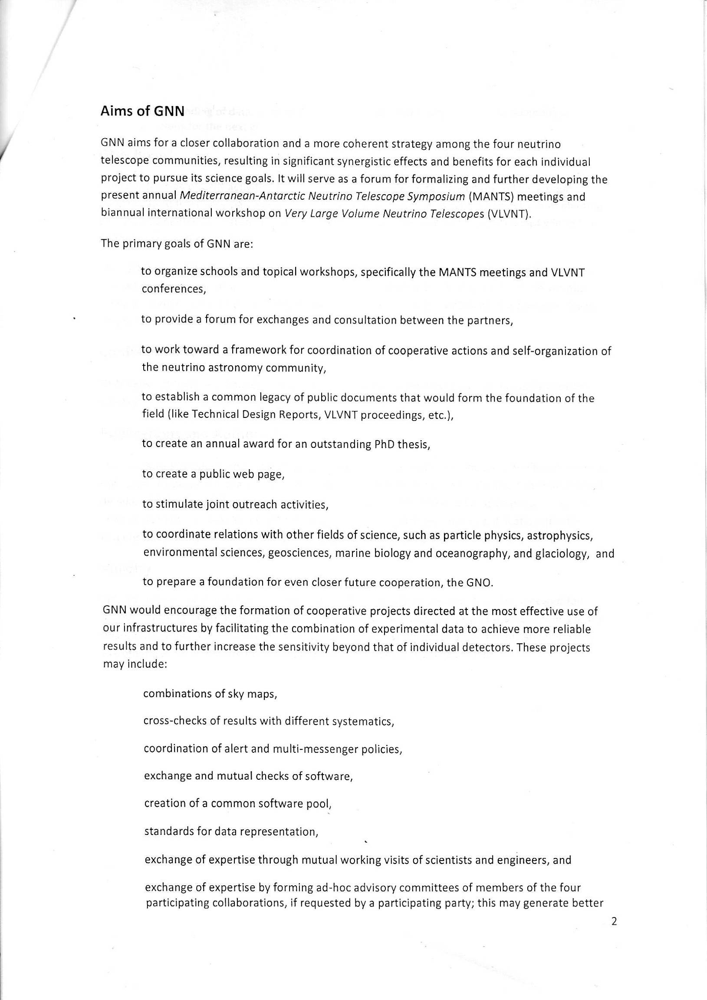 Aims of GNN
GNN aims for a closer collaboration and a more coherent strategy among the four neutrino
telescope communities, resulting in significant synergistic effects and benefits for each individual
project to pursue its science goals. It will serve as a forum for formalizing and further developing the
present annual Mediterranean-Antarctic Neutrino Telescope Symposium (MANTS) meetings and
biannual international workshop on Very Large Volume Neutrino Telescopes (VLVNT).
The primary goals of GNN are:
to organize schools and topical workshops, specifically the MANTS meetings and VLVNT
conferences,
to provide a forum for exchanges and consultation between the partners,
to work toward a framework for coordination of cooperative actions and self-organization of
the neutrino astronomy community,
to establish a common legacy of public documents that would form the foundation of the
field (like Technical Design Reports, VLVNT proceedings, etc.),
to create an annual award for an outstanding PhD thesis,
to create a public web page,
to stimulate joint outreach activities,
to coordinate relations with other fields of science, such as particle physics, astrophysics,
environmental sciences, geosciences, marine biology and oceanography, and glaciology, and
to prepare a foundation for even closer future cooperation, the GNO.
GNN would encourage the formation of cooperative projects directed at the most effective use of
our infrastructures by facilitating the combination of experimental data to achieve more reliable
results and to further increase the sensitivity beyond that of individual detectors. These projects
may include:
combinations of sky maps,
cross-checks of results with different systematics,
coordination of alert and multi-messenger policies,
exchange and mutual checks of software,
creation of a common software pool,
standards for data representation,
exchange of expertise through mutual working visits of scientists and engineers, and
exchange of expertise by forming ad-hoc advisory committees of members of the four
participating collaborations, if requested by a participating party; this may generate better
2